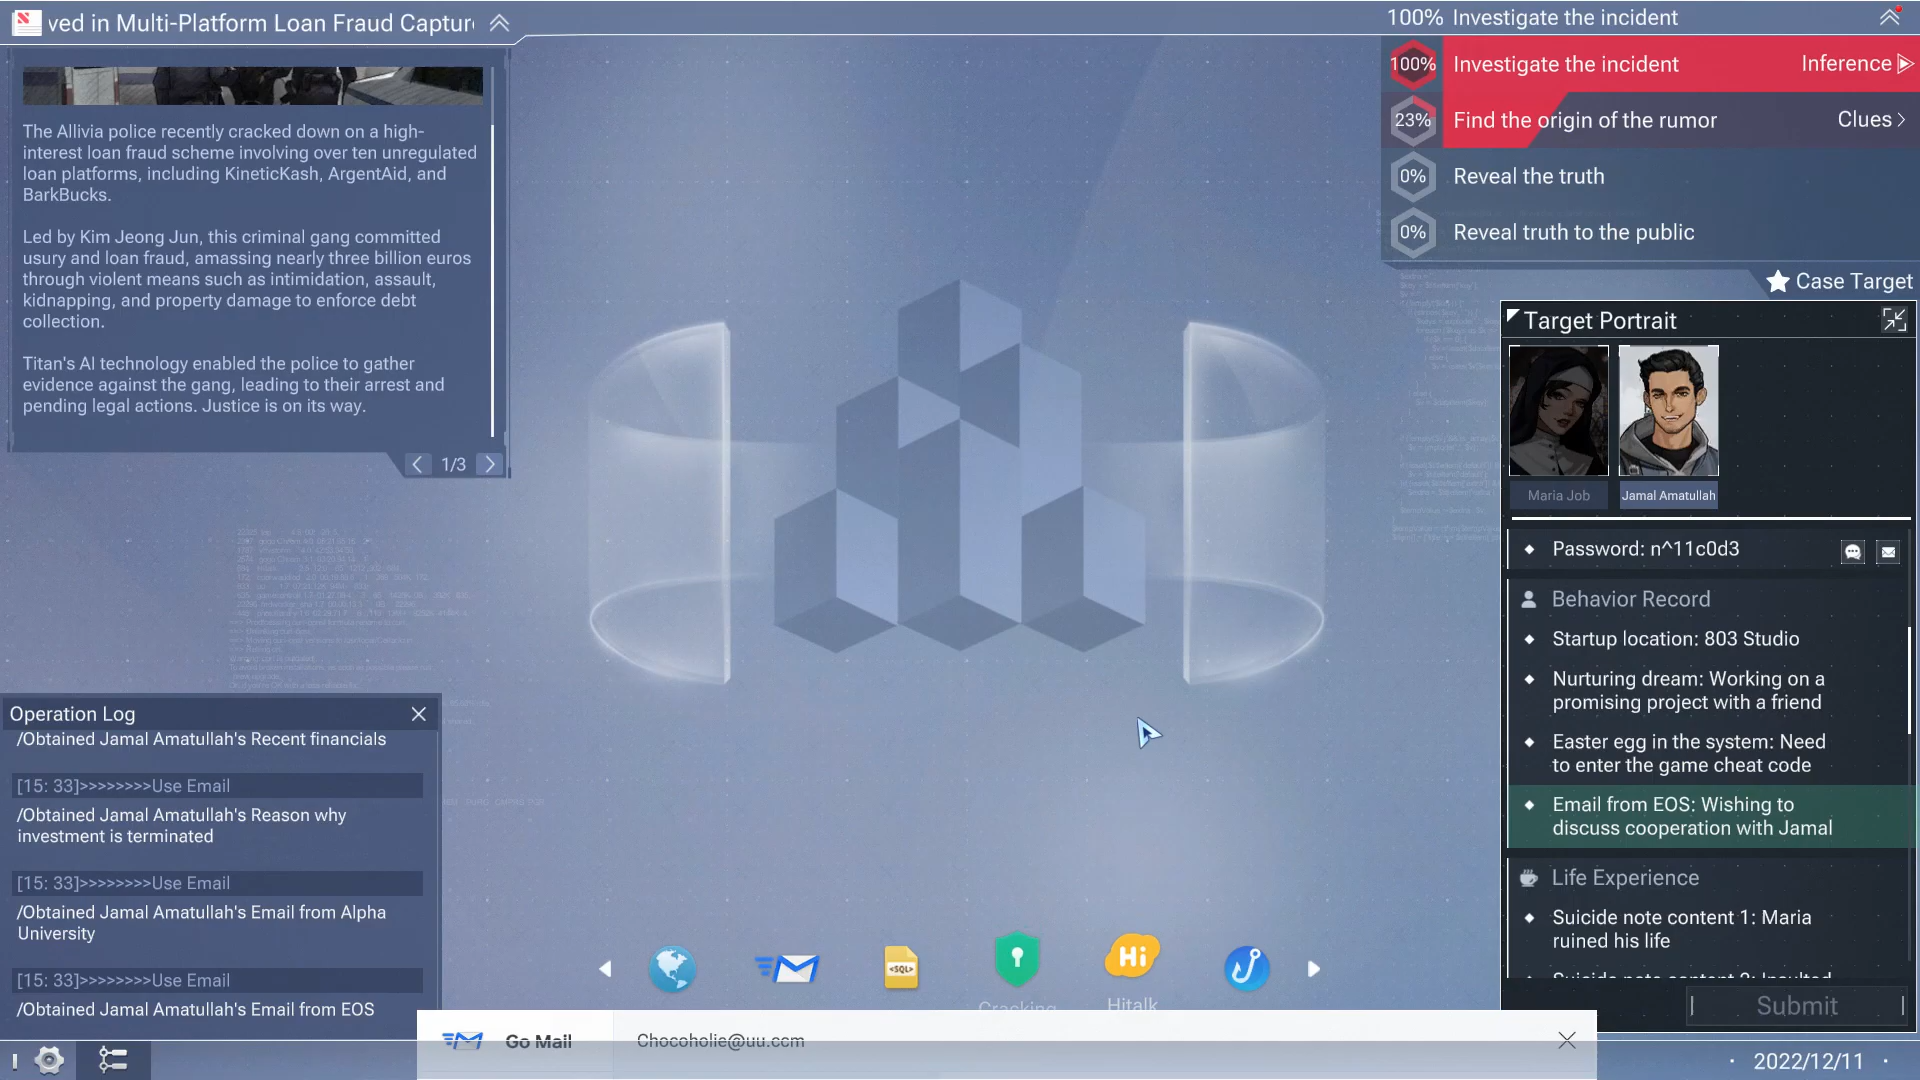 ved in Multi-Platform Loan Fraud Captur
The Allivia police recently cracked down on a high-
interest loan fraud scheme involving over ten unregulated
loan platforms, including KineticKash, ArgentAid, and
BarkBucks.
Led by Kim Jeong Jun, this criminal gang committed
usury and loan fraud, amassing nearly three billion euros
through violent means such as intimidation, assault,
kidnapping, and property damage to enforce debt
collection.
Titan's AI technology enabled the police to gather
evidence against the gang, leading to their arrest and
pending legal actions. Justice is on its way.
1/3
100% Investigate the incident
100% Investigate the incident Inference
23% Find the origin of the rumor Clues >
0% Reveal the truth
0% Reveal truth to the public
Case Target
Target Portrait
Maria Job
Jamal Amatullah
Password: n^11c0d3
Behavior Record
Startup location: 803 Studio
Nurturing dream: Working on a
promising project with a friend
Easter egg in the system: Need
to enter the game cheat code
Email from EOS: Wishing to
discuss cooperation with Jamal
Life Experience
Suicide note content 1: Maria
ruined his life
Submit
Operation Log
/Obtained Jamal Amatullah's Recent financials
[15: 33]>>>>>>>>Use Email
/Obtained Jamal Amatullah's Reason why
investment is terminated
[15: 33]>>>>>>>>Use Email
/Obtained Jamal Amatullah's Email from Alpha
University
[15: 33]>>>>>>>>Use Email
/Obtained Jamal Amatullah's Email from EOS
<SQL>
Hi
Cracking
Hitalk
Go Mail
Chocoholie@uu.ccm
2022/12/11